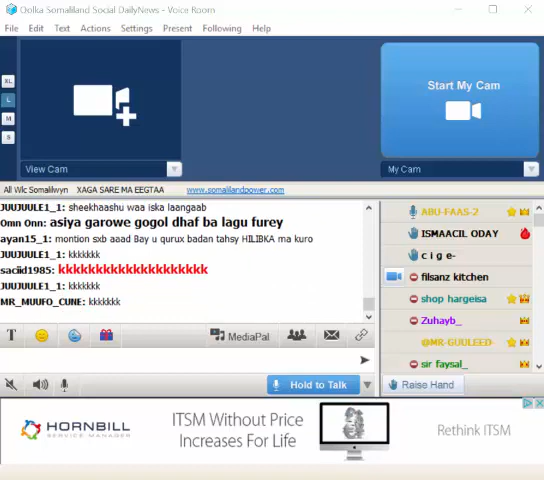 Oolka Somaliland Social DailyNews - Voice Room
File Edit Text Actions Settings Present Following Help
XL
L
M
S
Start My Cam
View Cam
My Cam
All Wlc Somalilwyn XAGA SARE MA EEGTAA www.somalilandpower.com
JUUJUULE1_1: sheekhaashu waa iska laangaab
Omn Onn: asiya garowe gogol dhaf ba lagu furey
ayan15_1: montion sxb aaad Bay u qurux badan tahsy HILIBKA ma kuro
JUUJUULE1_1: kkkkkk
saciid1985: kkkkkkkkkkkkkkkkkkkk
JUUJUULE1_1: kkkkkk
MR_MUUFO_CUNE: kkkkkkk
ABU-FAAS-2
ISMAACIL ODAY
c i g e-
filsanz kitchen
shop hargeisa
Zuhayb_
@MR-GUULEED-
sir faysal_
T
MediaPal
Hold to Talk
Raise Hand
HORNBILL
SERVICE MANAGER
ITSM Without Price
Increases For Life
Rethink ITSM